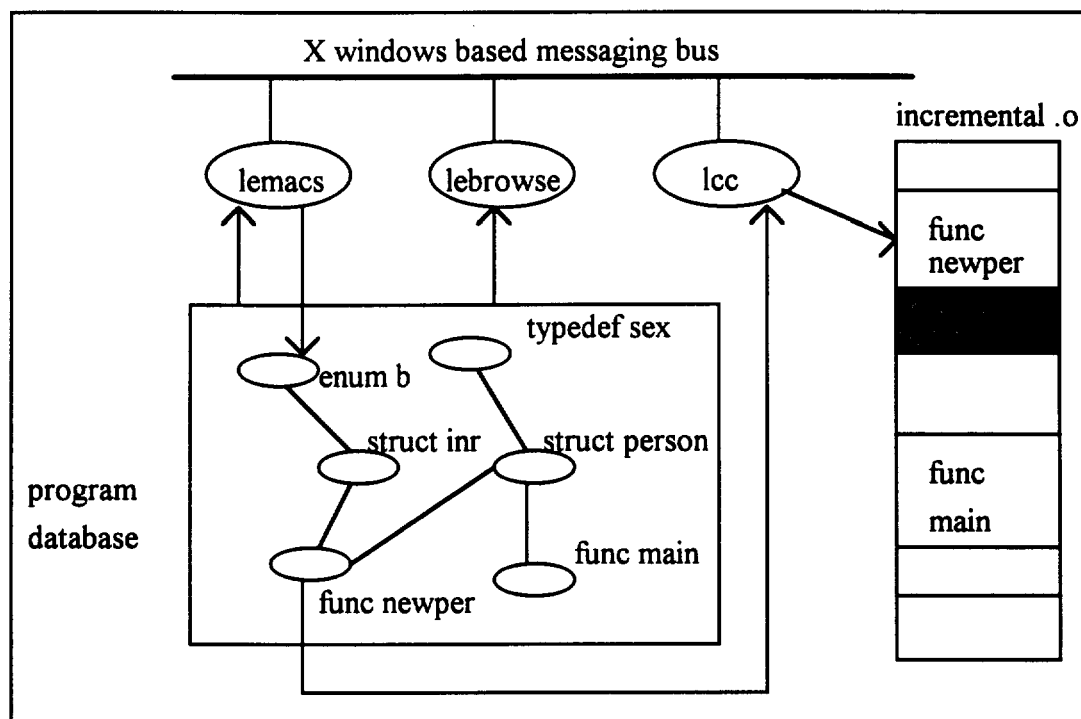 X windows based messaging bus
incremental .o
lemacs
lebrowse
lcc
func
newper
typedef sex
enum b
struct inr
struct person
program
database
func
main
func main
func newper